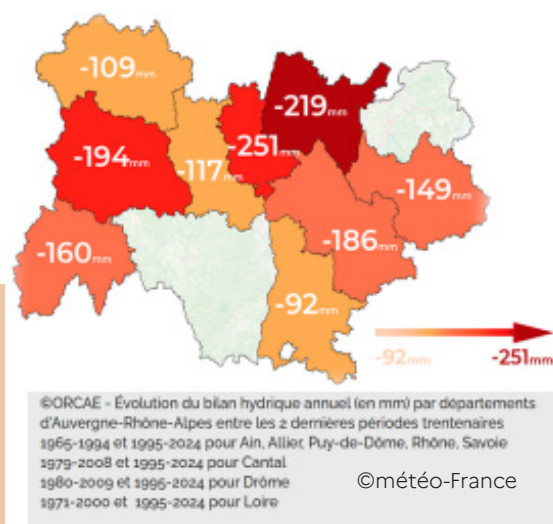 -109mm
-219mm
-194mm
-251mm
-117mm
-149mm
-186mm
-160mm
-92mm
-92mm
-251mm
©ORCAE - Évolution du bilan hydrique annuel (en mm) par départements
d'Auvergne-Rhône-Alpes entre les 2 dernières périodes trentenaires
1965-1994 et 1995-2024 pour Ain, Allier, Puy-de-Dôme, Rhône, Savoie
1979-2008 et 1995-2024 pour Cantal
1980-2009 et 1995-2024 pour Drôme
1971-2000 et 1995-2024 pour Loire
©météo-France